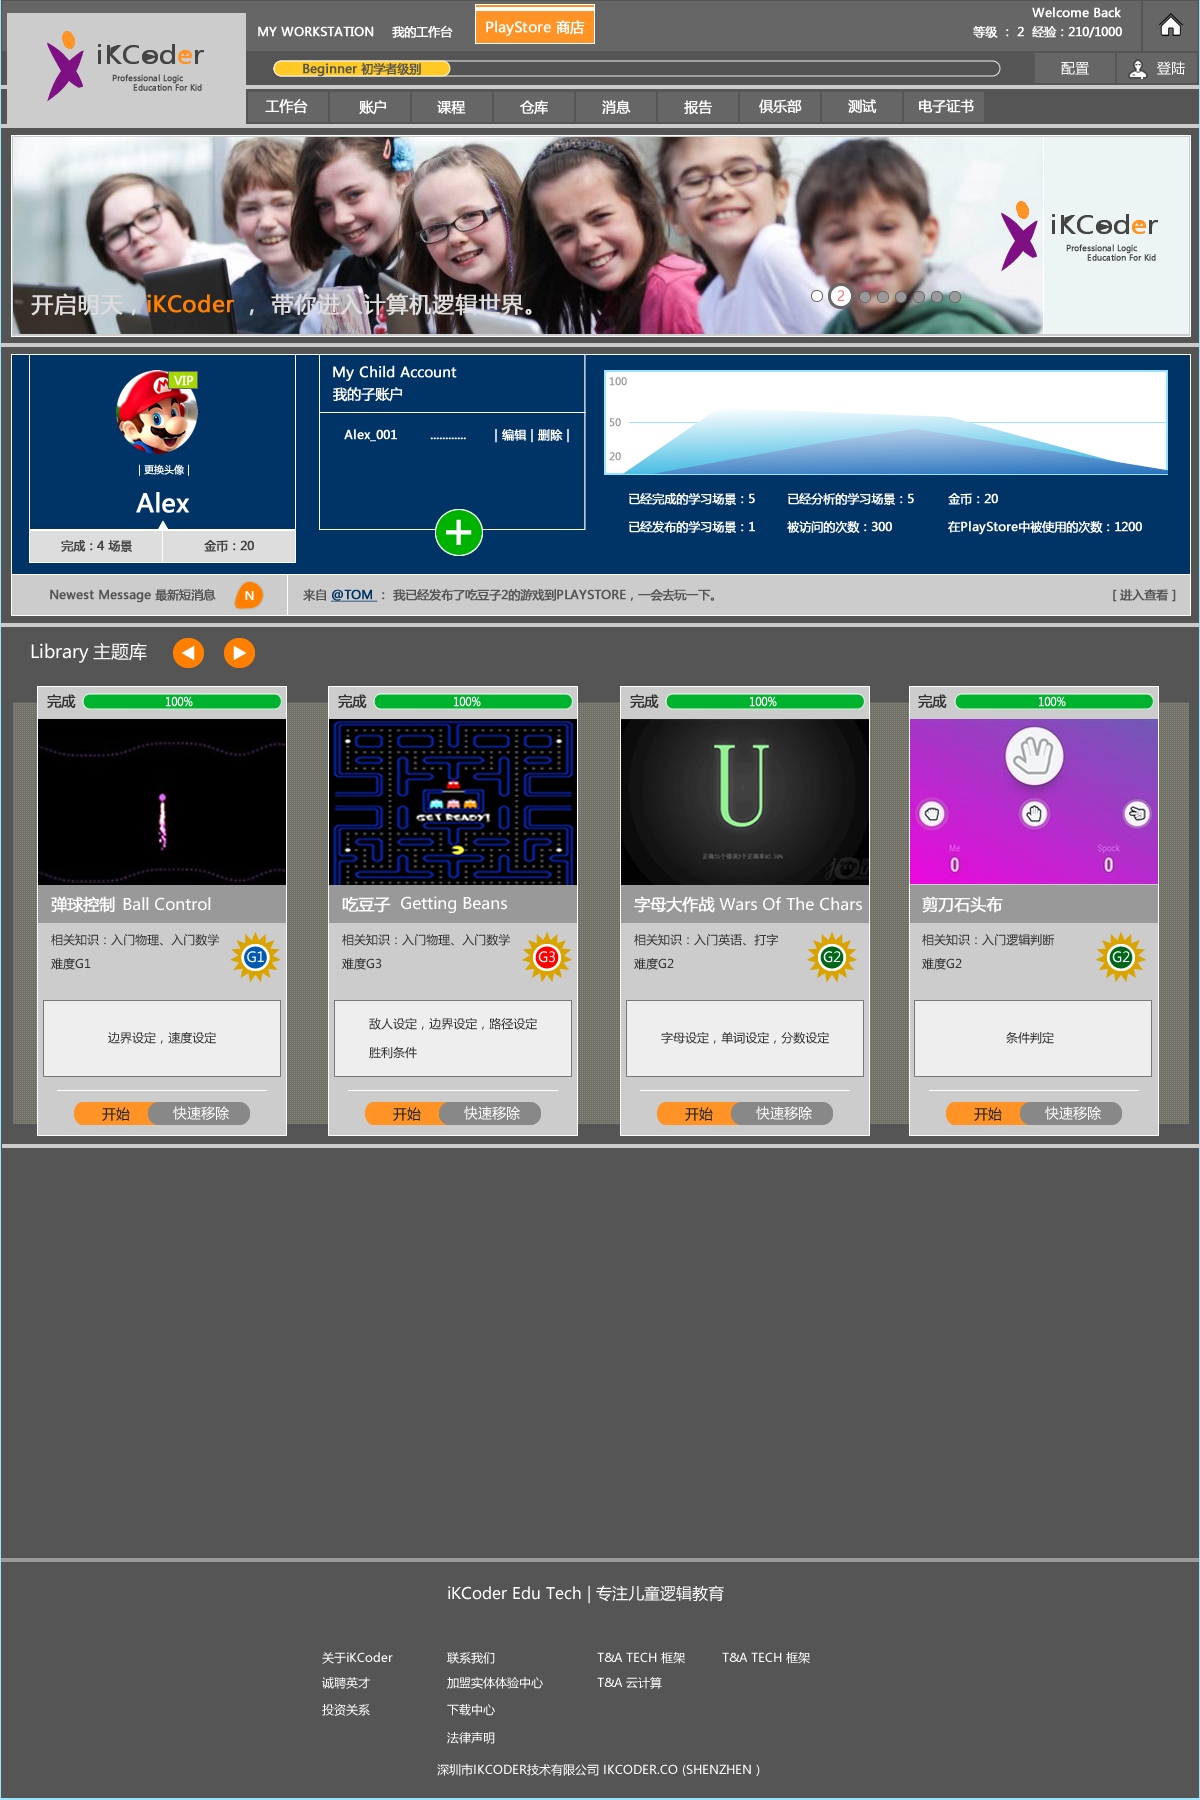 iKCoder
Professional Logic
Education For Kid
MY WORKSTATION 我的工作台
PlayStore 商店
Welcome Back
等级 : 2 经验：210/1000
Beginner 初学者级别
配置
登陆
工作台
账户
课程
仓库
消息
报告
俱乐部
测试
电子证书
iKCoder
Professional Logic
Education For Kid
开启明天，iKCoder ， 带你进入计算机逻辑世界。
2
VIP
| 更换头像 |
Alex
完成：4 场景
金币：20
My Child Account
我的子账户
Alex_001 ............ | 编辑 | 删除 |
100
50
20
已经完成的学习场景：5 已经分析的学习场景：5 金币：20
已经发布的学习场景：1 被访问的次数：300 在PlayStore中被使用的次数：1200
Newest Message 最新短消息
N
来自 @TOM ： 我已经发布了吃豆子2的游戏到PLAYSTORE，一会去玩一下。
[ 进入查看 ]
Library 主题库
完成 100%
弹球控制 Ball Control
相关知识：入门物理、入门数学
难度G1
G1
边界设定，速度设定
开始 快速移除
完成 100%
GET READY!
吃豆子 Getting Beans
相关知识：入门物理、入门数学
难度G3
G3
敌人设定，边界设定，路径设定
胜利条件
开始 快速移除
完成 100%
U
字母大作战 Wars Of The Chars
相关知识：入门英语、打字
难度G2
G2
字母设定，单词设定，分数设定
开始 快速移除
完成 100%
Me
0
Spock
0
剪刀石头布
相关知识：入门逻辑判断
难度G2
G2
条件判定
开始 快速移除
iKCoder Edu Tech | 专注儿童逻辑教育
关于iKCoder
诚聘英才
投资关系
联系我们
加盟实体体验中心
下载中心
法律声明
T&A TECH 框架
T&A 云计算
T&A TECH 框架
深圳市IKCODER技术有限公司 IKCODER.CO (SHENZHEN )